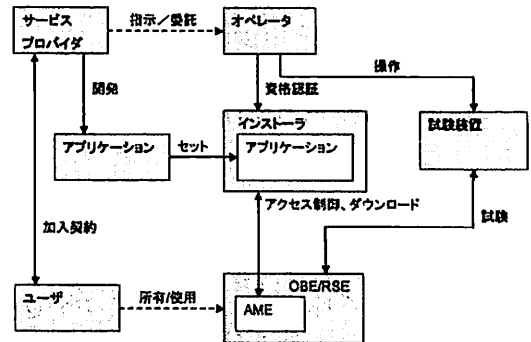 サービス
プロバイダ
指示／委託
オペレータ
開発
資格認証
操作
インストーラ
アプリケーション
セット
アプリケーション
試験装置
アクセス制御、ダウンロード
加入契約
試験
ユーザ
所有/使用
OBE/RSE
AME